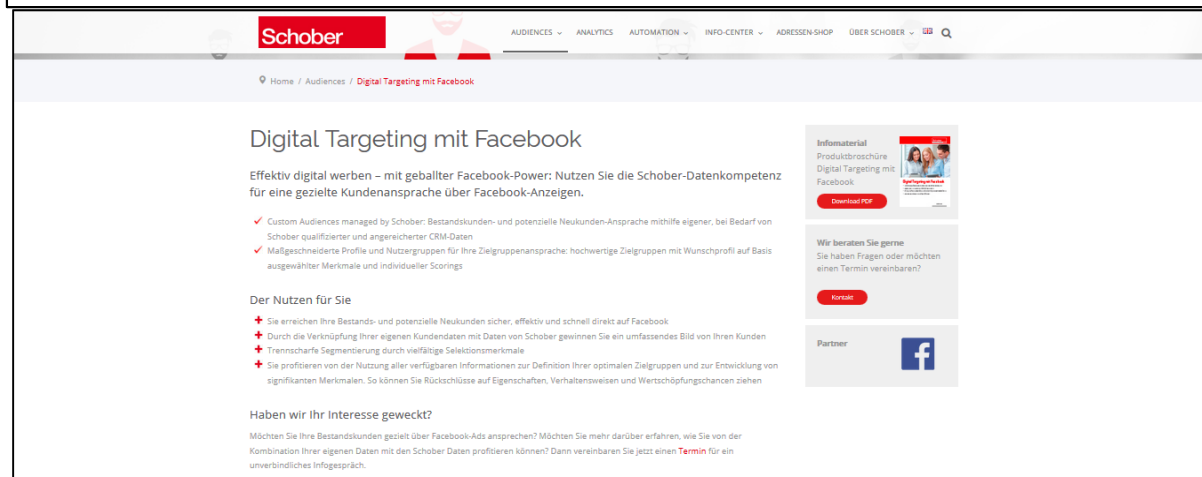 Schober
AUDIENCES
ANALYTICS
AUTOMATION
INFO-CENTER
ADRESSEN-SHOP
ÜBER SCHOBER
Home / Audiences / Digital Targeting mit Facebook
Digital Targeting mit Facebook
Effektiv digital werben – mit geballter Facebook-Power: Nutzen Sie die Schober-Datenkompetenz
für eine gezielte Kundenansprache über Facebook-Anzeigen.
Custom Audiences managed by Schober: Bestandskunden- und potenzielle Neukunden-Ansprache mithilfe eigener, bei Bedarf von
Schober qualifizierter und angereicherter CRM-Daten
Maßgeschneiderte Profile und Nutzergruppen für Ihre Zielgruppenansprache: hochwertige Zielgruppen mit Wunschprofil auf Basis
ausgewählter Merkmale und individueller Scorings
Der Nutzen für Sie
Sie erreichen Ihre Bestands- und potenzielle Neukunden sicher, effektiv und schnell direkt auf Facebook
Durch die Verknüpfung Ihrer eigenen Kundendaten mit Daten von Schober gewinnen Sie ein umfassendes Bild von Ihren Kunden
Trennscharfe Segmentierung durch vielfältige Selektionsmerkmale
Sie profitieren von der Nutzung aller verfügbaren Informationen zur Definition Ihrer optimalen Zielgruppen und zur Entwicklung von
signifikanten Merkmalen. So können Sie Rückschlüsse auf Eigenschaften, Verhaltensweisen und Wertschöpfungschancen ziehen
Haben wir Ihr Interesse geweckt?
Möchten Sie Ihre Bestandskunden gezielt über Facebook-Ads ansprechen? Möchten Sie mehr darüber erfahren, wie Sie von der
Kombination Ihrer eigenen Daten mit den Schober Daten profitieren können? Dann vereinbaren Sie jetzt einen Termin für ein
unverbindliches Infogespräch.
Infomaterial
Produktbroschüre
Digital Targeting mit
Facebook
Download PDF
Digital Targeting mit Facebook
Wir beraten Sie gerne
Sie haben Fragen oder möchten
einen Termin vereinbaren?
Kontakt
Partner
f